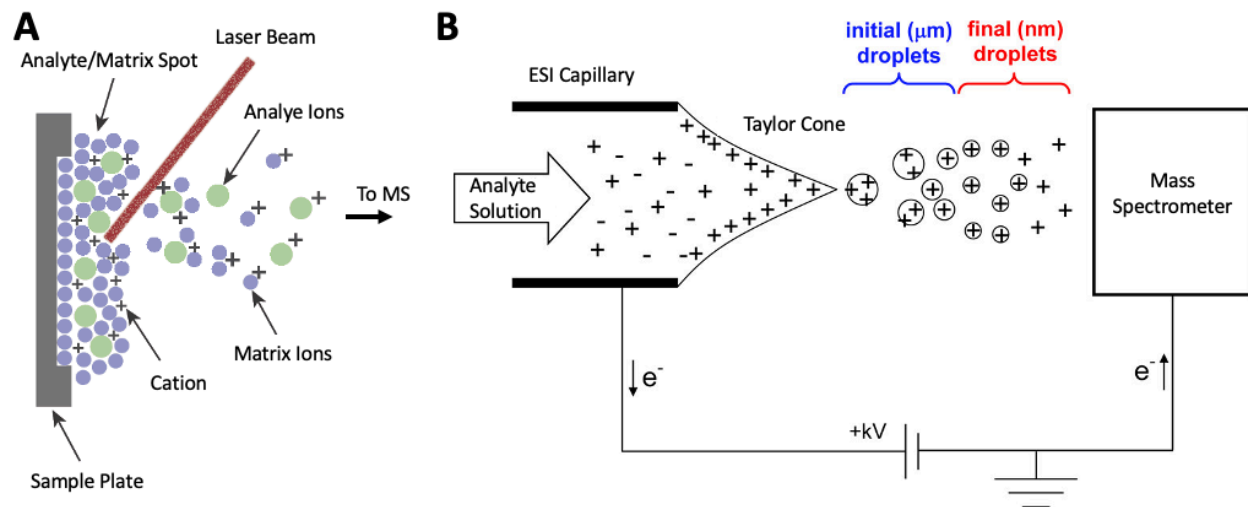 A
Laser Beam
Analyte/Matrix Spot
Analye Ions
To MS
Matrix Ions
Cation
Sample Plate
B
initial (μm)
droplets
final (nm)
droplets
ESI Capillary
Taylor Cone
Analyte
Solution
Mass
Spectrometer
e-
e-
+kV